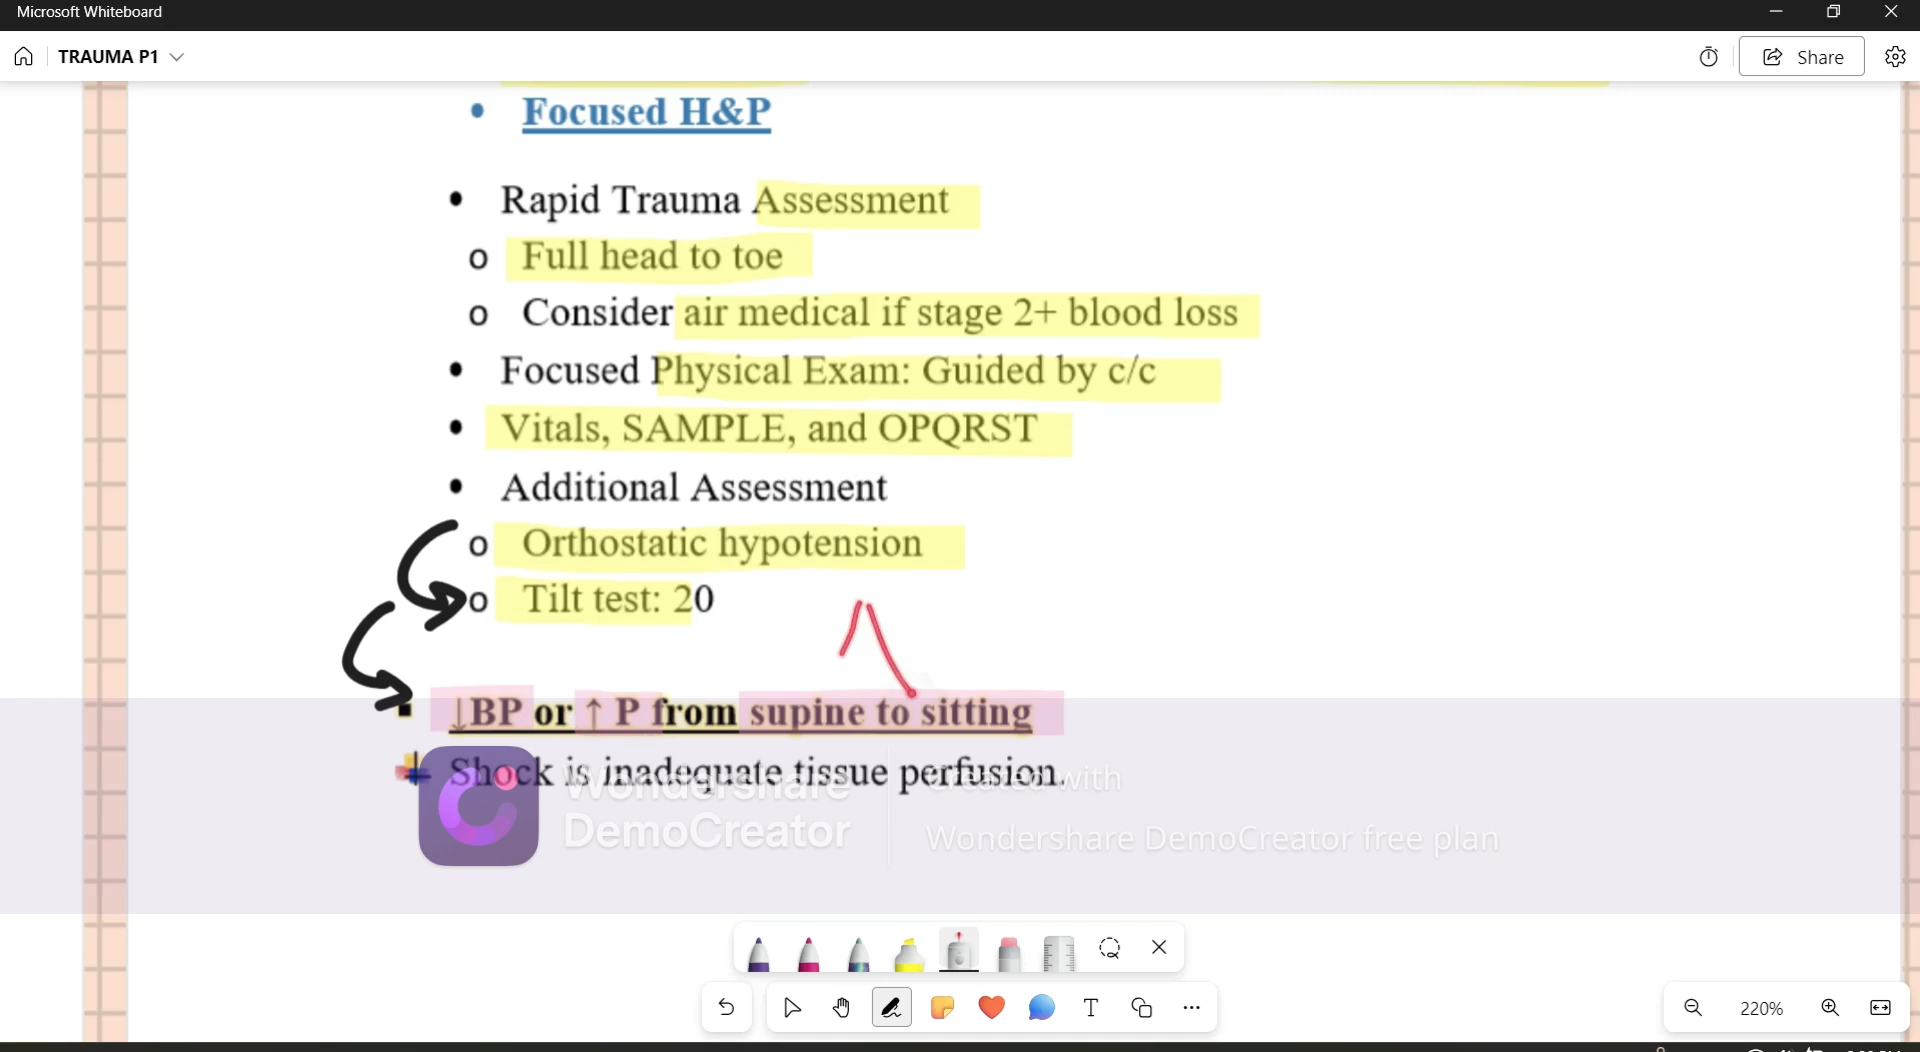 Microsoft Whiteboard
TRAUMA P1
Share
• Focused H&P
• Rapid Trauma Assessment
o Full head to toe
o Consider air medical if stage 2+ blood loss
• Focused Physical Exam: Guided by c/c
• Vitals, SAMPLE, and OPQRST
• Additional Assessment
o Orthostatic hypotension
o Tilt test: 20
▪ ↓BP or ↑ P from supine to sitting
Shock is inadequate tissue perfusion.
Wondershare
DemoCreator
Created with
Wondershare DemoCreator free plan
220%